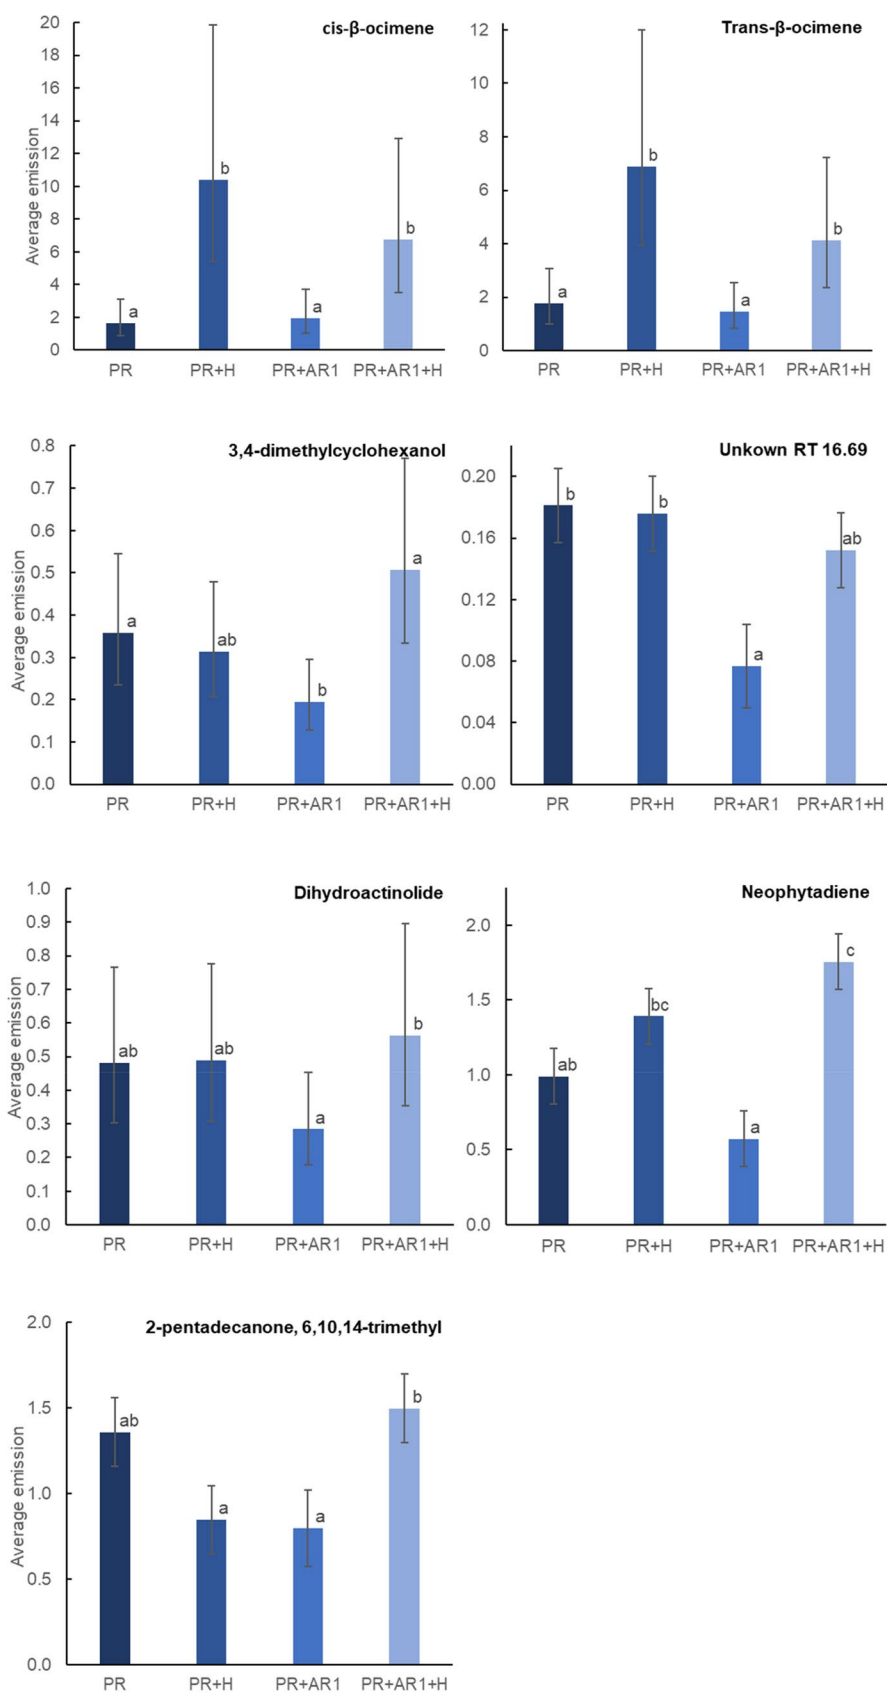 cis-β-ocimene
Average emission
20
18
16
14
12
10
8
6
4
2
0
a
b
a
b
PR PR+H PR+AR1 PR+AR1+H
Trans-β-ocimene
12
10
8
6
4
2
0
a
b
a
b
PR PR+H PR+AR1 PR+AR1+H
3,4-dimethylcyclohexanol
Average emission
0.8
0.7
0.6
0.5
0.4
0.3
0.2
0.1
0.0
a
ab
b
a
PR PR+H PR+AR1 PR+AR1+H
Unkown RT 16.69
0.20
0.16
0.12
0.08
0.04
0.00
b
b
a
ab
PR PR+H PR+AR1 PR+AR1+H
Dihydroactinolide
Average emission
1.0
0.9
0.8
0.7
0.6
0.5
0.4
0.3
0.2
0.1
0.0
ab
ab
a
b
PR PR+H PR+AR1 PR+AR1+H
Neophytadiene
2.0
1.5
1.0
0.5
0.0
ab
bc
a
c
PR PR+H PR+AR1 PR+AR1+H
2-pentadecanone, 6,10,14-trimethyl
Average emission
2.0
1.5
1.0
0.5
0.0
ab
a
a
b
PR PR+H PR+AR1 PR+AR1+H